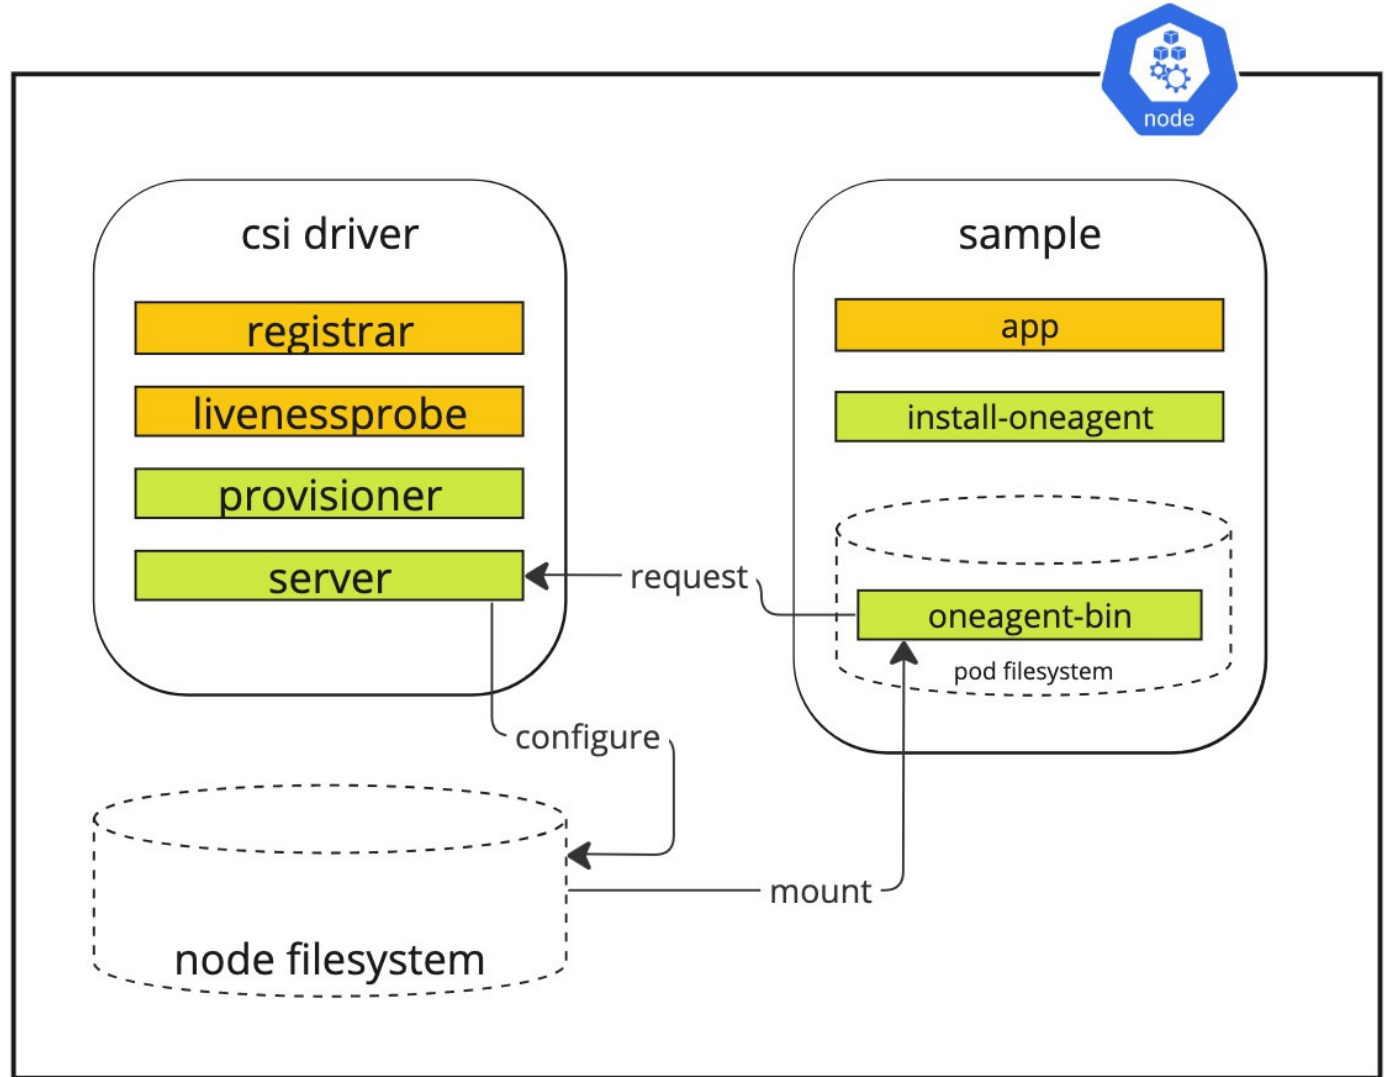 node
csi driver
registrar
livenessprobe
provisioner
server
sample
app
install-oneagent
oneagent-bin
pod filesystem
request
configure
mount
node filesystem